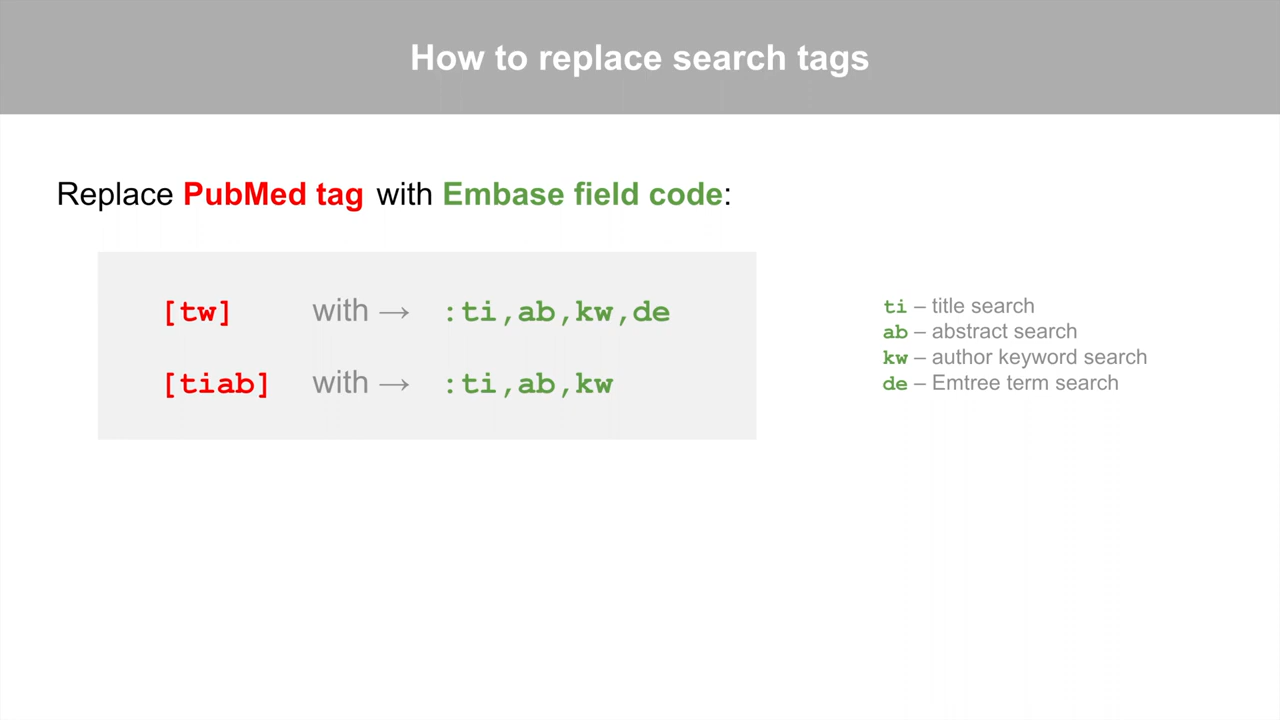 How to replace search tags
Replace PubMed tag with Embase field code:
[tw] with → :ti,ab,kw,de
[tiab] with → :ti,ab,kw
ti – title search
ab – abstract search
kw – author keyword search
de – Emtree term search